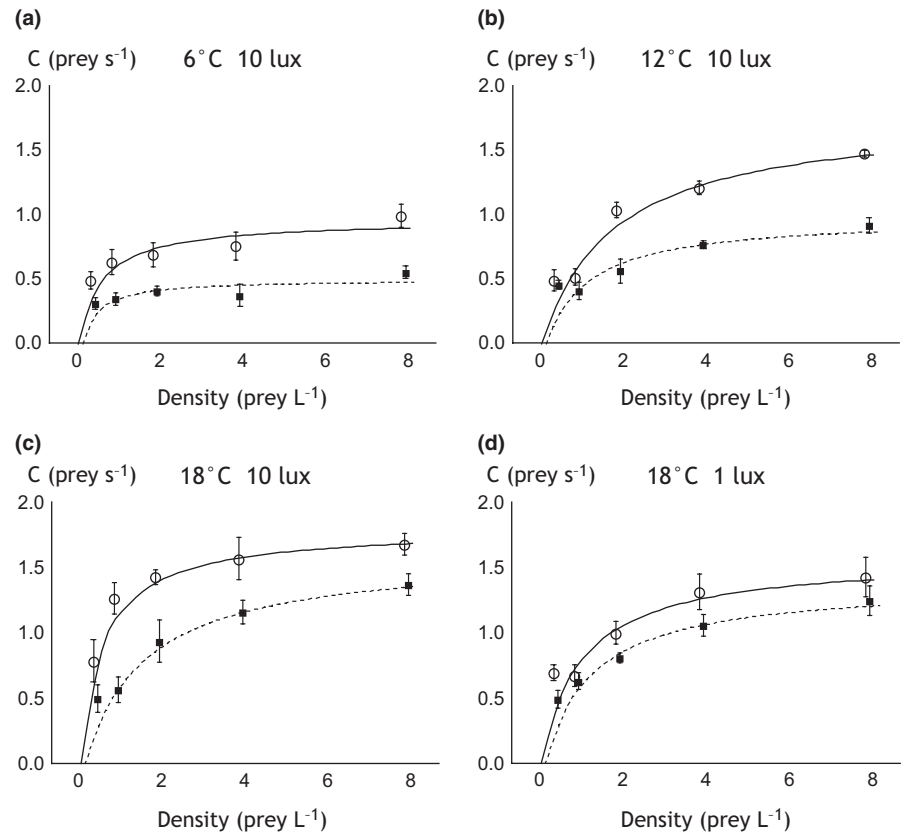 (a)
C (prey s⁻¹) 6°C 10 lux
2.0
1.5
1.0
0.5
0.0
0 2 4 6 8
Density (prey L⁻¹)
(b)
C (prey s⁻¹) 12°C 10 lux
2.0
1.5
1.0
0.5
0.0
0 2 4 6 8
Density (prey L⁻¹)
(c)
C (prey s⁻¹) 18°C 10 lux
2.0
1.5
1.0
0.5
0.0
0 2 4 6 8
Density (prey L⁻¹)
(d)
C (prey s⁻¹) 18°C 1 lux
2.0
1.5
1.0
0.5
0.0
0 2 4 6 8
Density (prey L⁻¹)